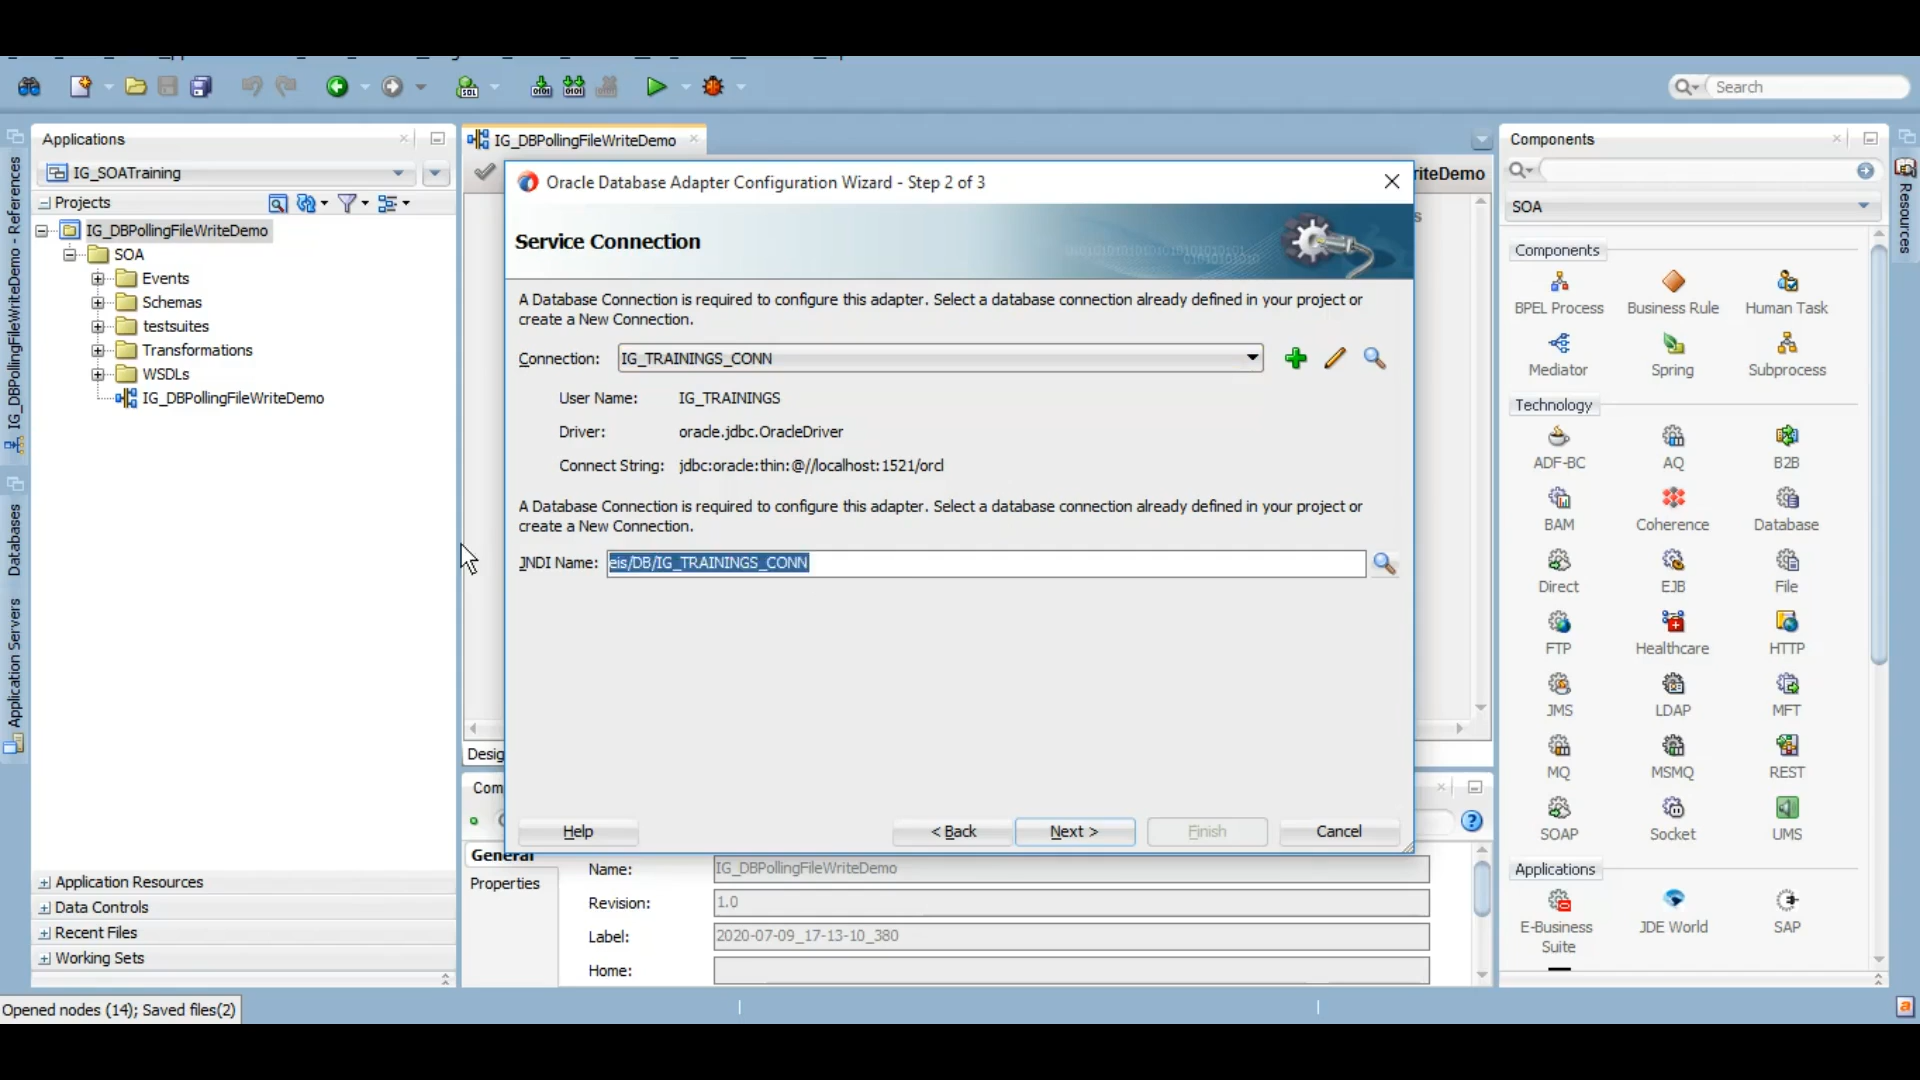 Search
Applications
IG_SOATraining
Projects
IG_DBPollingFileWriteDemo
SOA
Events
Schemas
testsuites
Transformations
WSDLs
IG_DBPollingFileWriteDemo
Application Resources
Data Controls
Recent Files
Working Sets
Opened nodes (14); Saved files(2)
IG_DBPollingFileWriteDemo - References
Databases
Application Servers
IG_DBPollingFileWriteDemo
riteDemo
Oracle Database Adapter Configuration Wizard - Step 2 of 3
Service Connection
A Database Connection is required to configure this adapter. Select a database connection already defined in your project or
create a New Connection.
Connection: IG_TRAININGS_CONN
User Name: IG_TRAININGS
Driver: oracle.jdbc.OracleDriver
Connect String: jdbc:oracle:thin:@//localhost:1521/orcl
A Database Connection is required to configure this adapter. Select a database connection already defined in your project or
create a New Connection.
JNDI Name: eis/DB/IG_TRAININGS_CONN
Help
< Back
Next >
Finish
Cancel
Desig
Com
General
Properties
Name: IG_DBPollingFileWriteDemo
Revision: 1.0
Label: 2020-07-09_17-13-10_380
Home:
Components
SOA
Components
BPEL Process Business Rule Human Task
Mediator Spring Subprocess
Technology
ADF-BC AQ B2B
BAM Coherence Database
Direct EJB File
FTP Healthcare HTTP
JMS LDAP MFT
MQ MSMQ REST
SOAP Socket UMS
Applications
E-Business
Suite
JDE World SAP
Resources